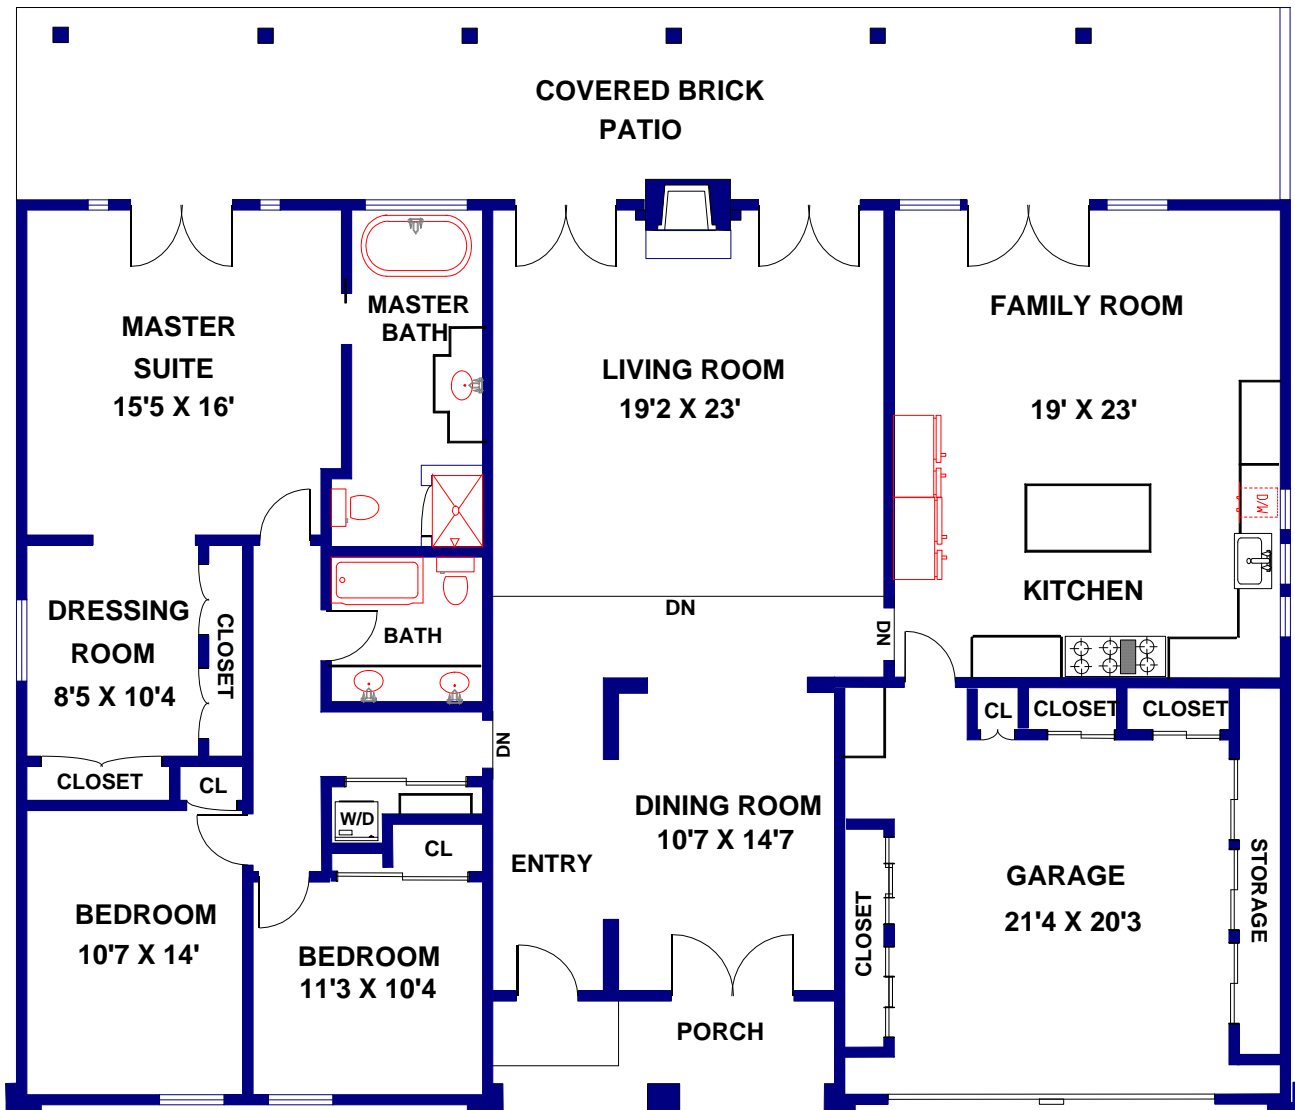 COVERED BRICK
PATIO
MASTER
SUITE
15'5 X 16'
MASTER
BATH
LIVING ROOM
19'2 X 23'
FAMILY ROOM
19' X 23'
D/W
KITCHEN
DN
DN
DRESSING
ROOM
8'5 X 10'4
CLOSET
BATH
CLOSET
CL
DN
W/D
CL
ENTRY
DINING ROOM
10'7 X 14'7
CL
CLOSET
CLOSET
STORAGE
GARAGE
21'4 X 20'3
CLOSET
BEDROOM
10'7 X 14'
BEDROOM
11'3 X 10'4
PORCH